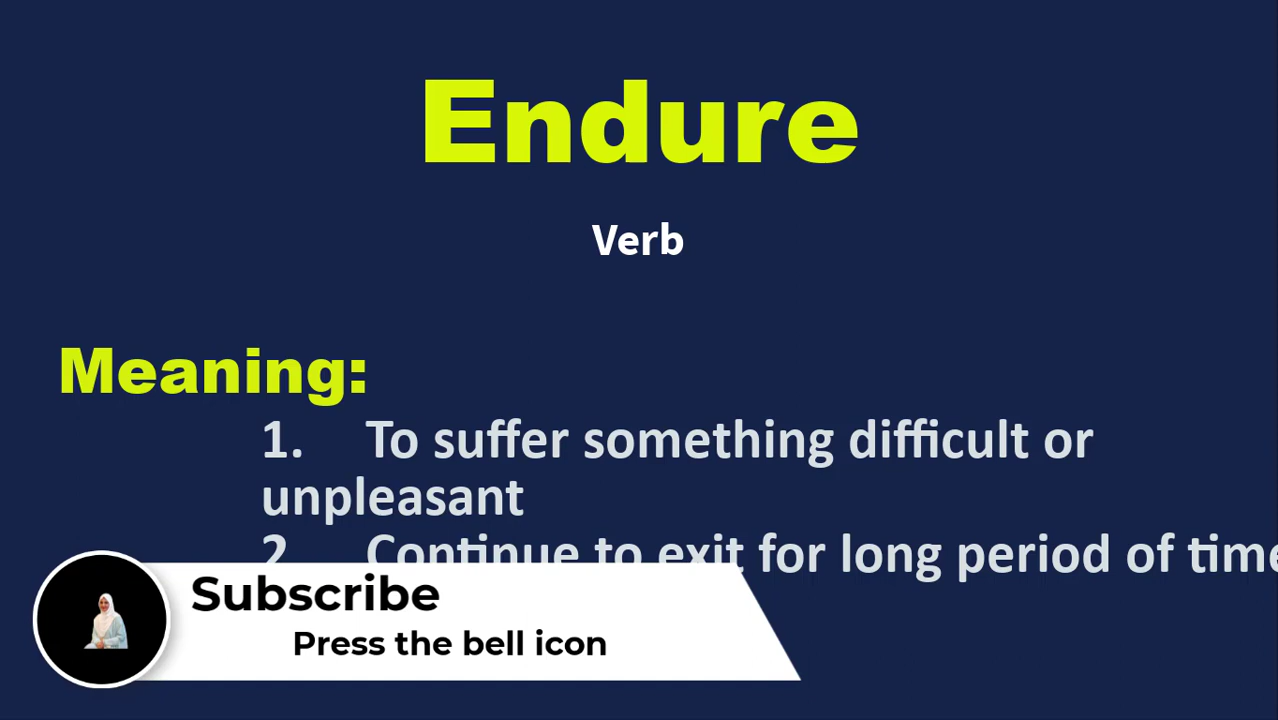 Endure
Verb
Meaning:
1. To suffer something difficult or
unpleasant
2 Continue to exit for long period of time
Subscribe
Press the bell icon